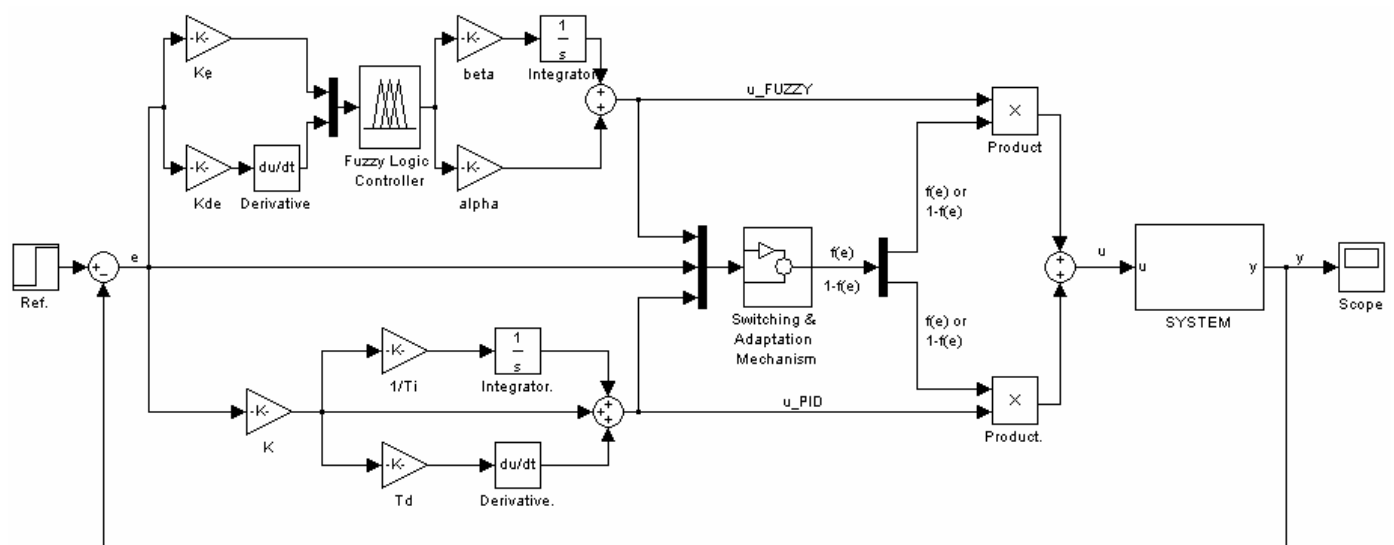 -K-
Ke
-K-
Kde
du/dt
Derivative
Fuzzy Logic
Controller
-K-
beta
1
s
Integrator
-K-
alpha
+
+
u_FUZZY
×
Product
f(e) or
1-f(e)
Ref.
+
-
e
f(e)
1-f(e)
Switching &
Adaptation
Mechanism
f(e) or
1-f(e)
+
+
u
u
y
SYSTEM
y
Scope
-K-
K
-K-
1/Ti
1
s
Integrator.
-K-
Td
du/dt
Derivative.
+
+
+
u_PID
×
Product.